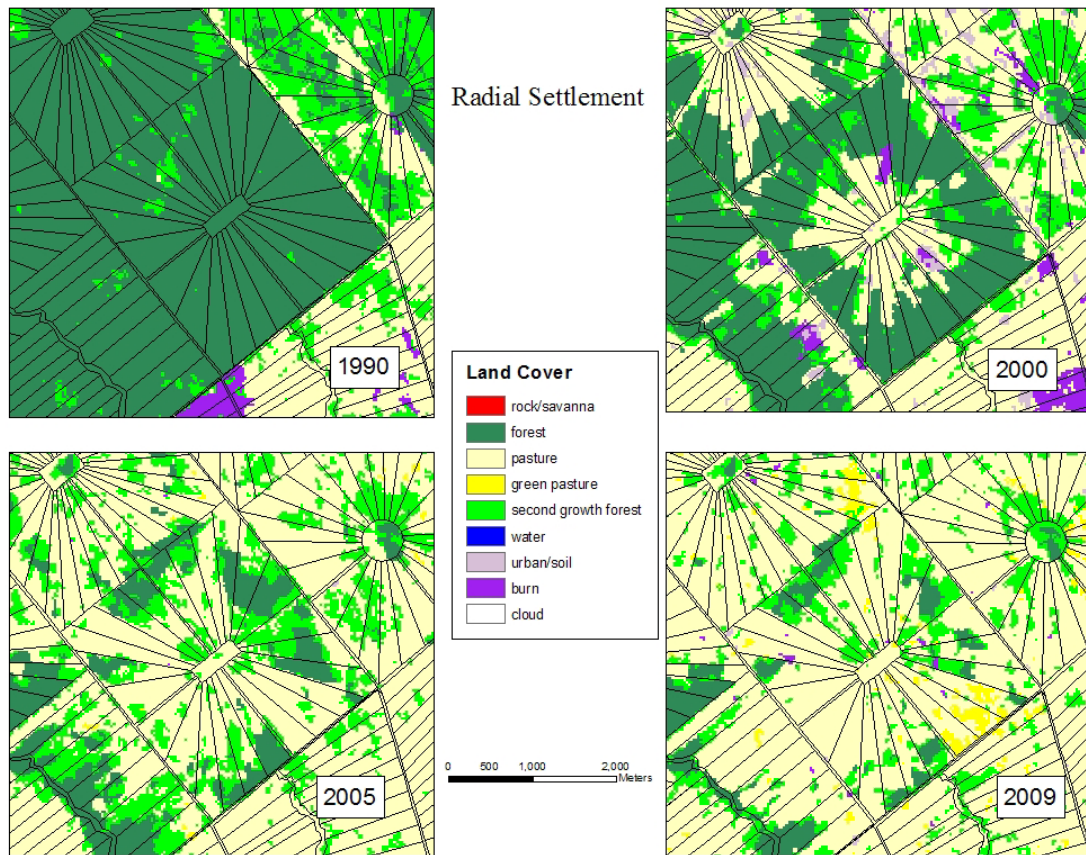 Radial Settlement
1990
2000
Land Cover
rock/savanna
forest
pasture
green pasture
second growth forest
water
urban/soil
burn
cloud
0 500 1,000 2,000
Meters
2005
2009